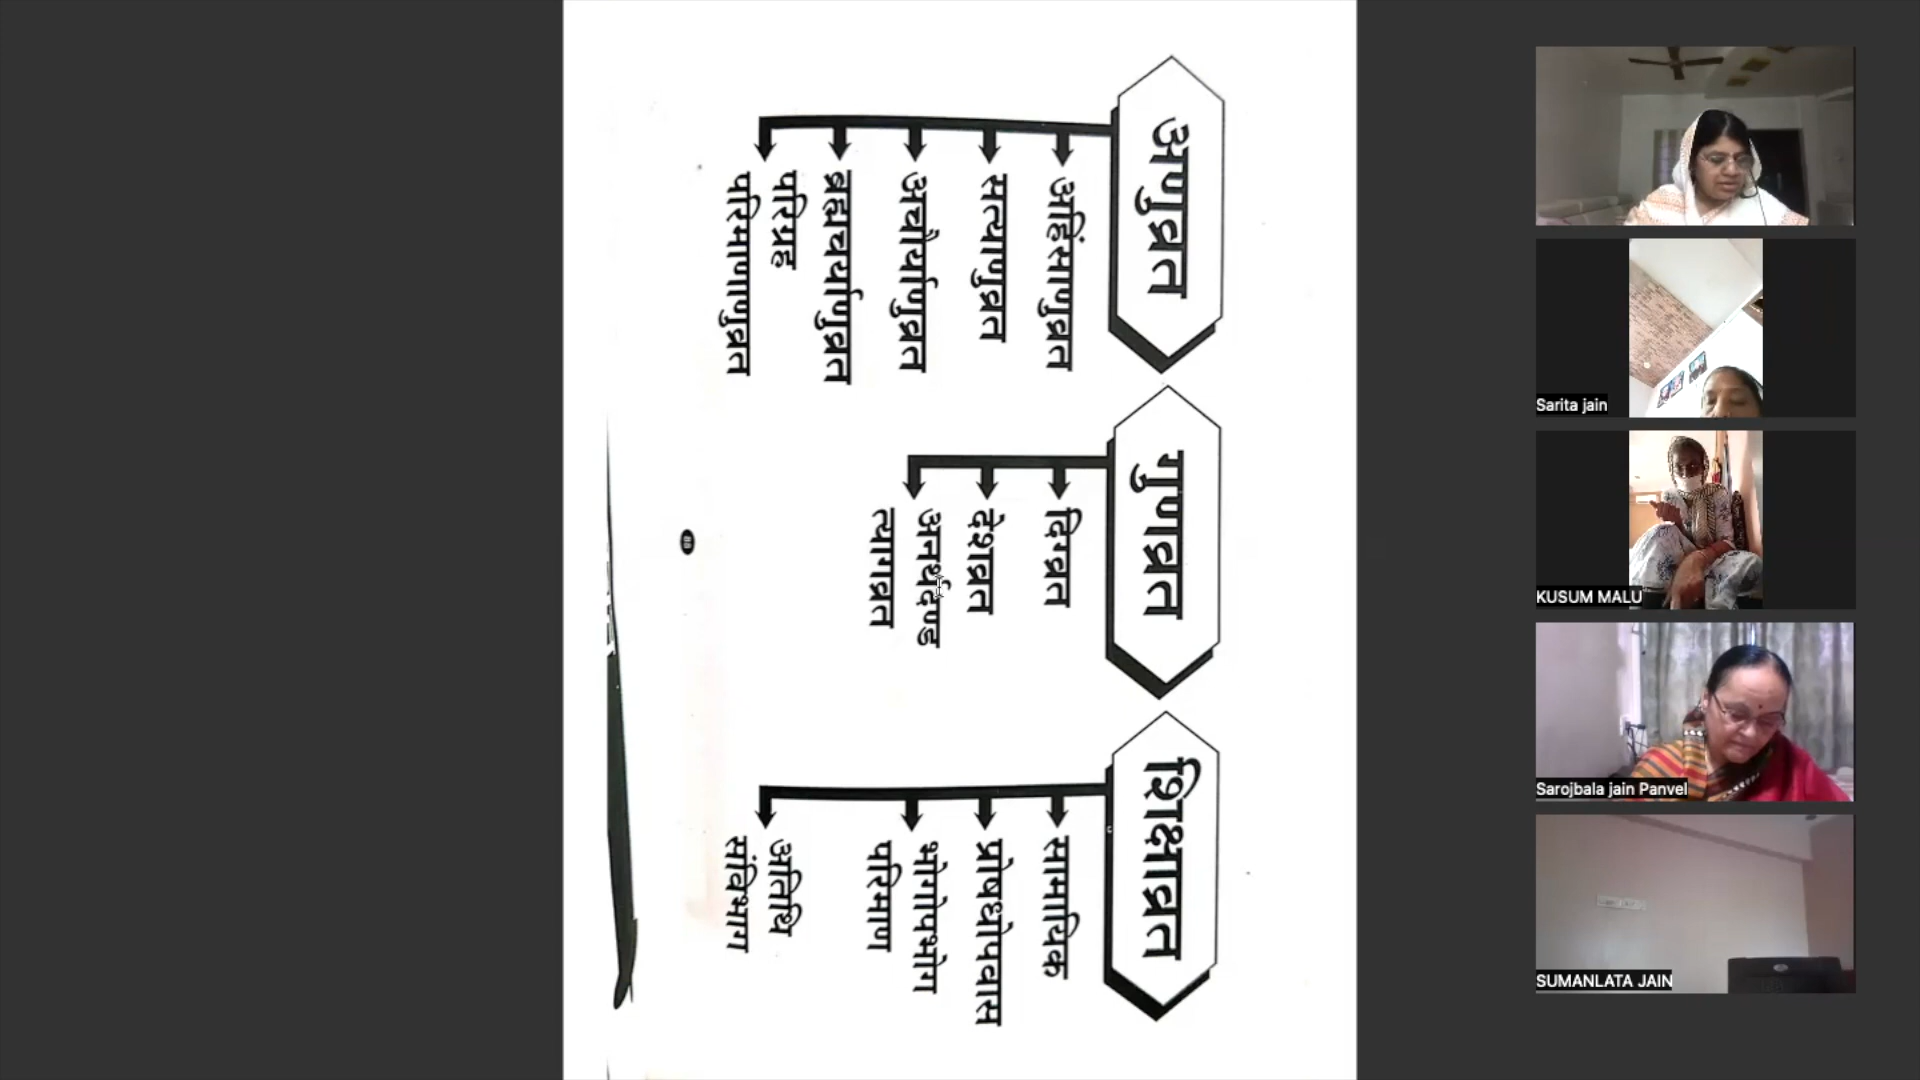 अणुव्रत
अहिंसाणुव्रत
सत्याणुव्रत
अचौर्याणुव्रत
ब्रह्मचर्याणुव्रत
परिग्रह
परिमाणाणुव्रत
गुणव्रत
दिग्व्रत
देशव्रत
अनर्थदण्ड
त्यागव्रत
शिक्षाव्रत
सामायिक
प्रोषधोपवास
भोगोपभोग
परिमाण
अतिथि
संविभाग
Sarita jain
KUSUM MALU
Sarojbala jain Panvel
SUMANLATA JAIN